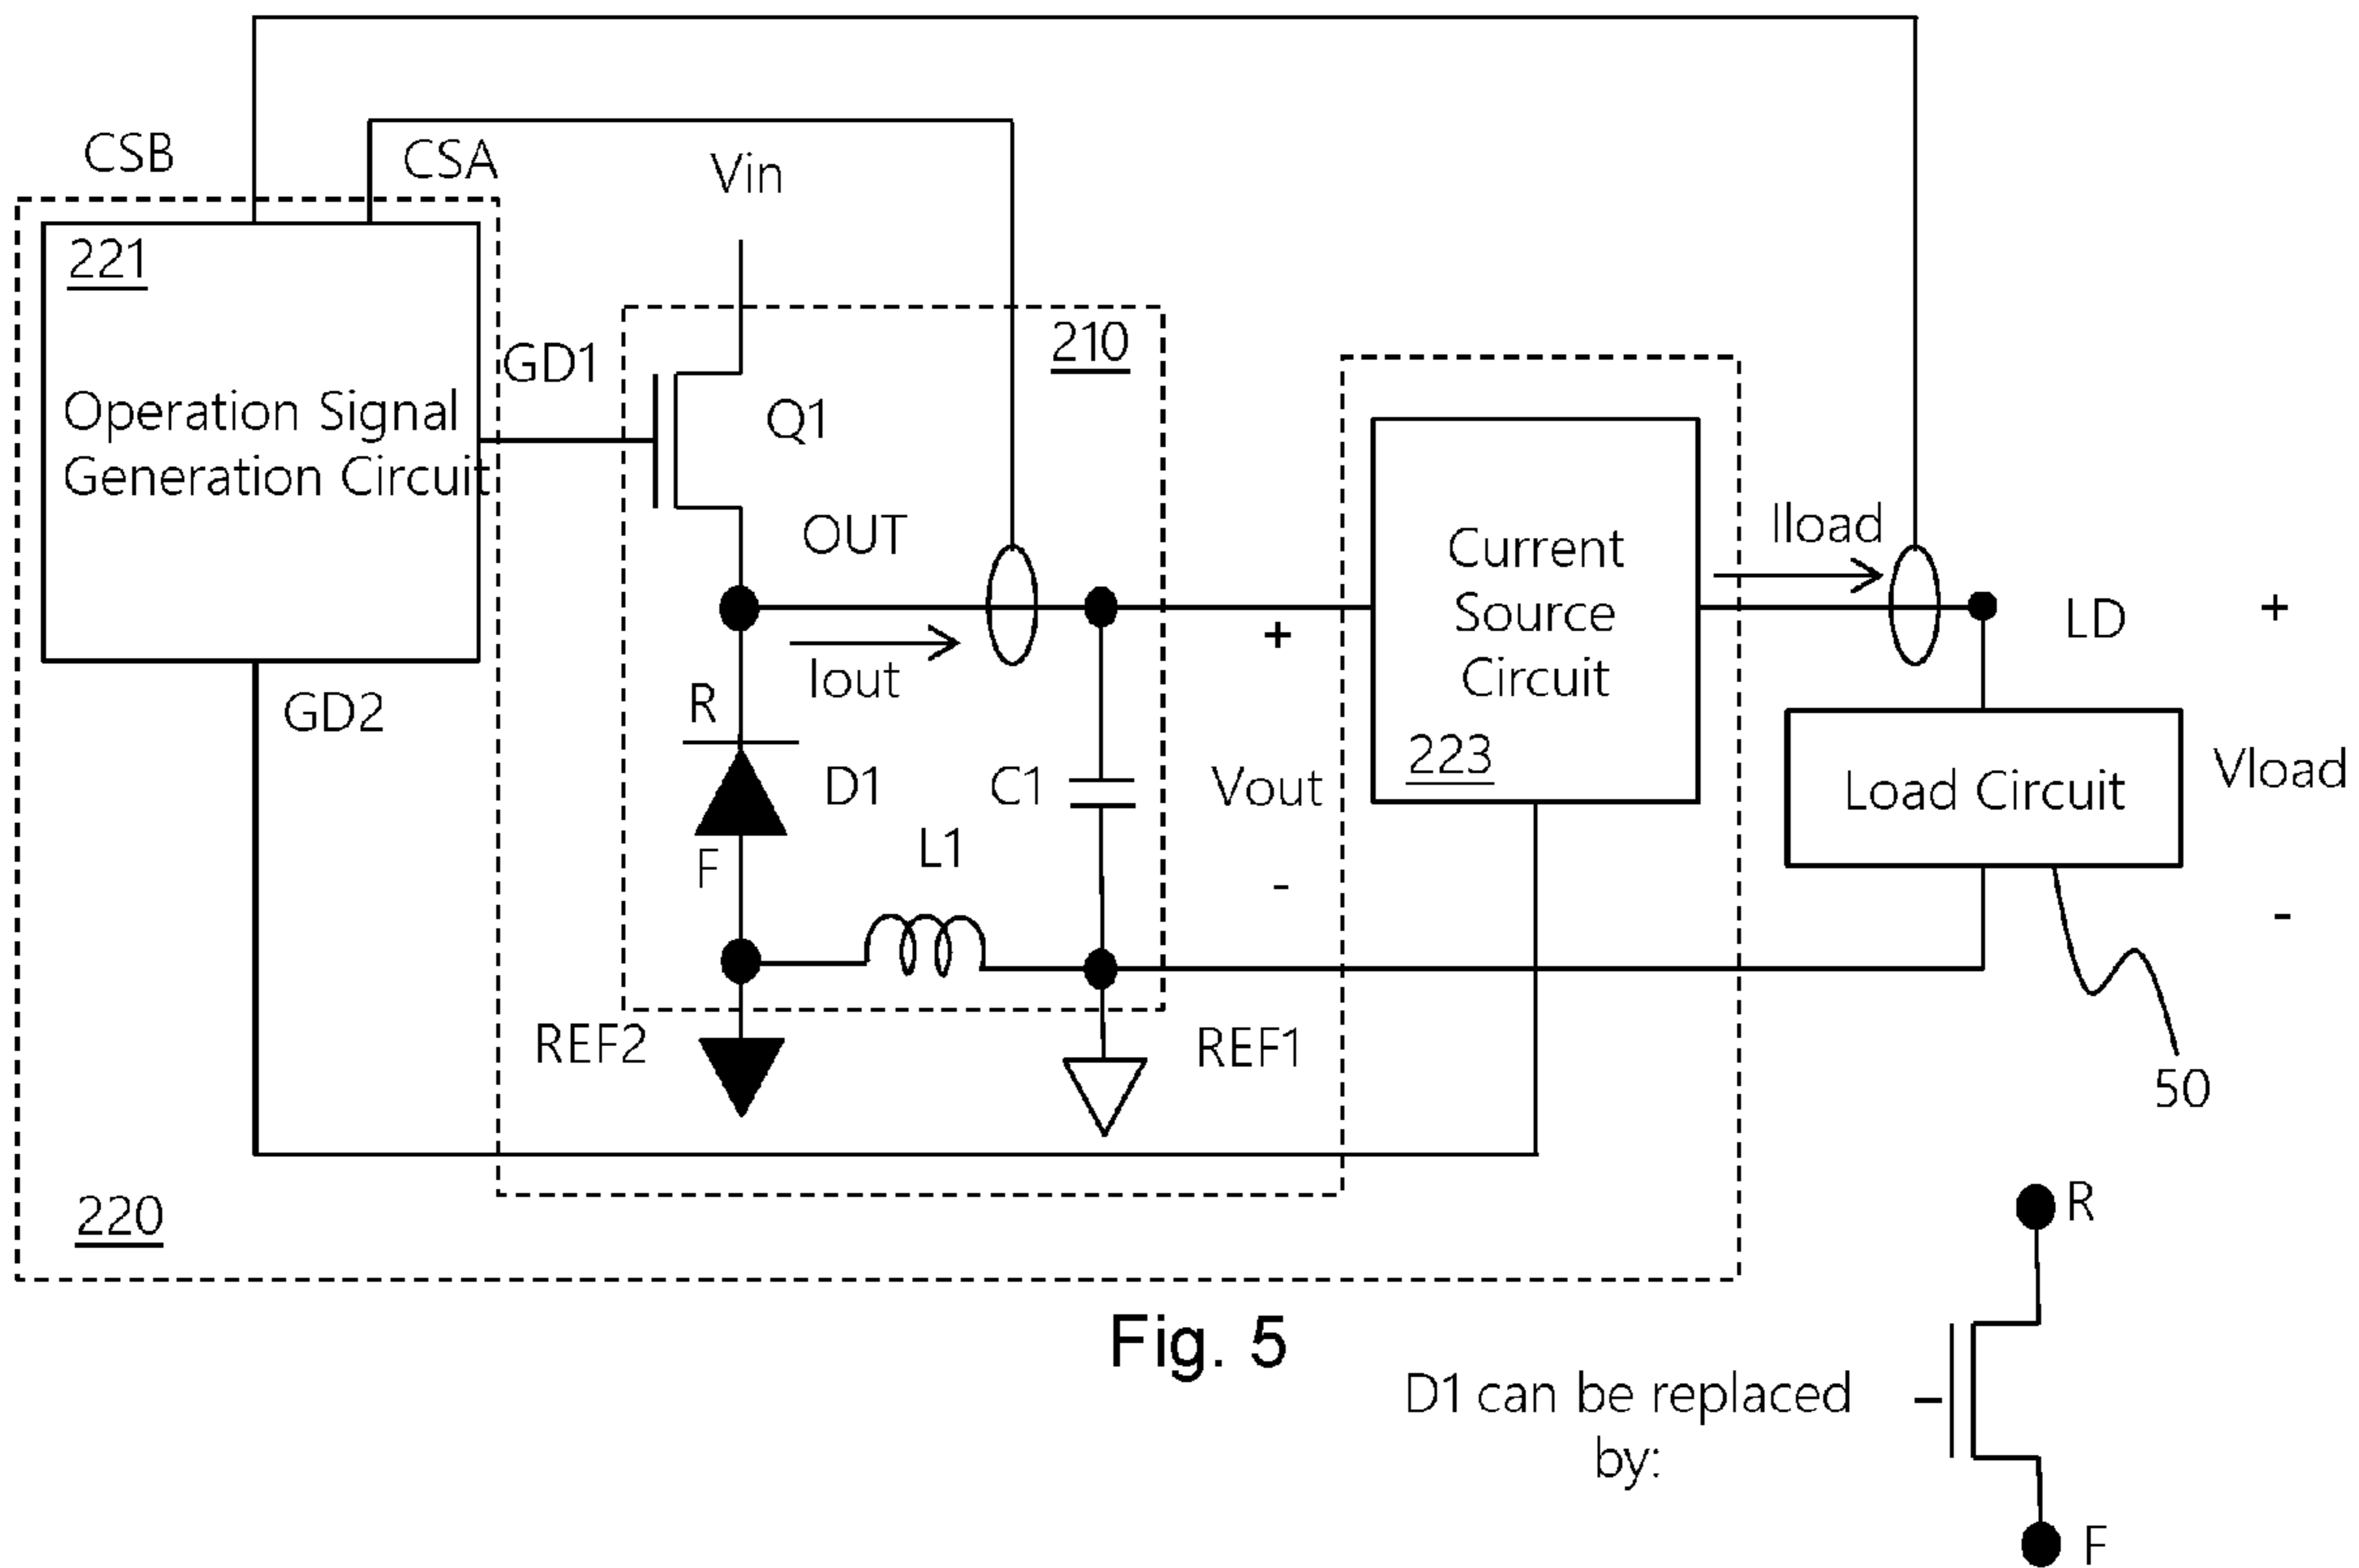 CSB
CSA
Vin
221
Operation Signal
Generation Circuit
GD1
210
Q1
OUT
Iout
GD2
R
D1
F
C1
L1
+
Vout
-
Current
Source
Circuit
223
Iload
LD
+
Load Circuit
Vload
-
REF2
REF1
50
220
Fig. 5
D1 can be replaced
by:
R
F